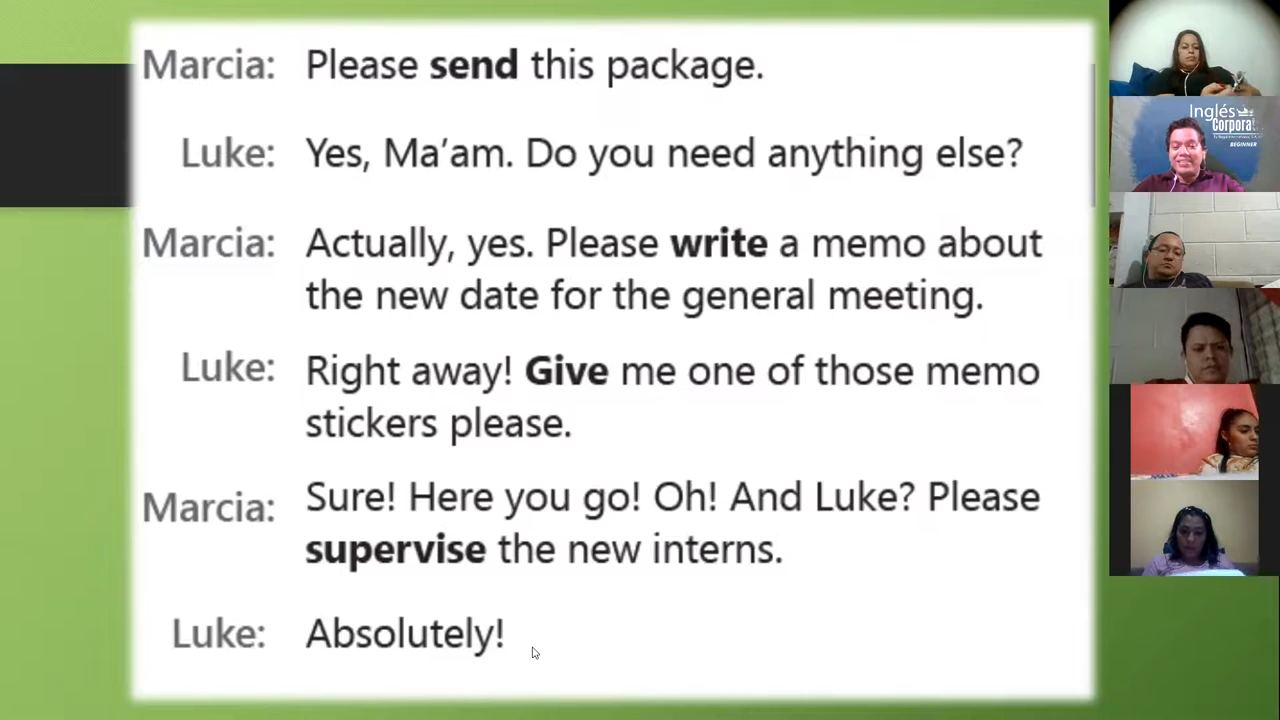 Marcia: Please send this package.
Luke: Yes, Ma’am. Do you need anything else?
Marcia: Actually, yes. Please write a memo about
the new date for the general meeting.
Luke: Right away! Give me one of those memo
stickers please.
Marcia: Sure! Here you go! Oh! And Luke? Please
supervise the new interns.
Luke: Absolutely!
Inglés
BEGINNER